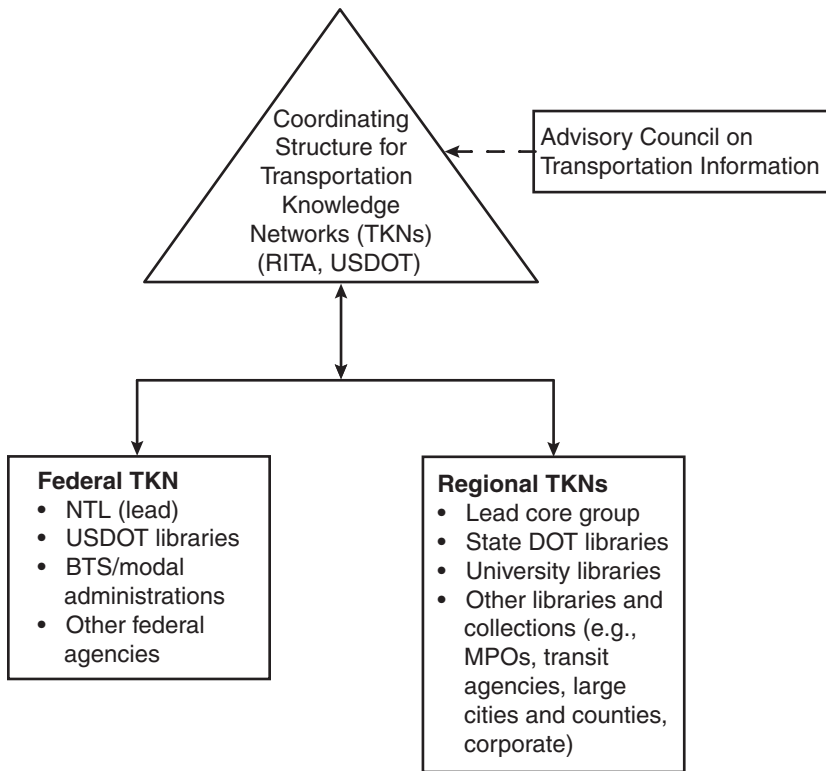 Coordinating
Structure for
Transportation
Knowledge
Networks (TKNs)
(RITA, USDOT)
Advisory Council on
Transportation Information
Federal TKN
• NTL (lead)
• USDOT libraries
• BTS/modal
administrations
• Other federal
agencies
Regional TKNs
• Lead core group
• State DOT libraries
• University libraries
• Other libraries and
collections (e.g.,
MPOs, transit
agencies, large
cities and counties,
corporate)